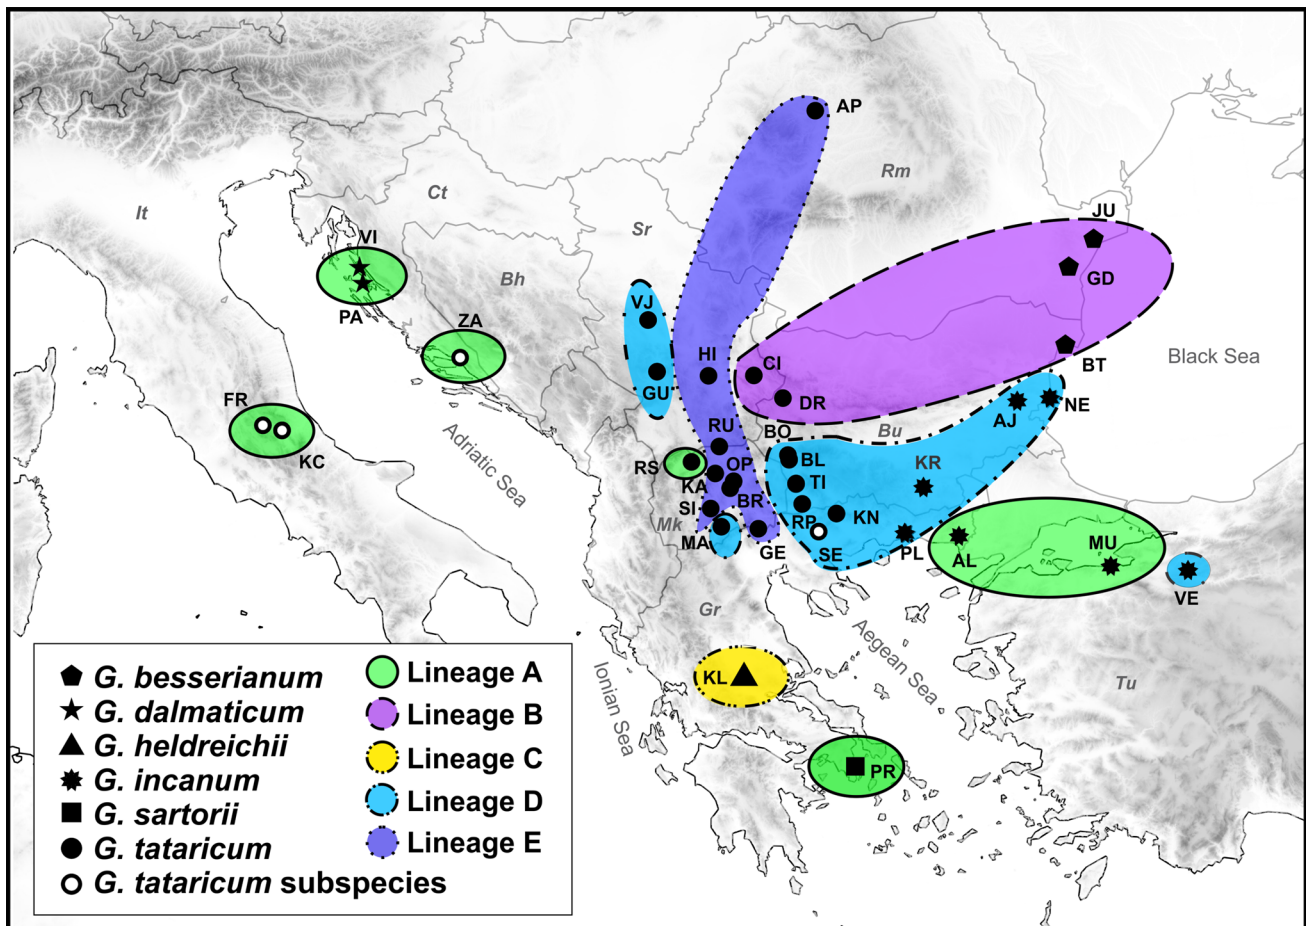 AP
Rm
Ct
It
JU
Sr
VI
GD
Bh
VJ
PA
ZA
HI
CI
BT
Black Sea
GU
DR
NE
FR
AJ
RU
BO
Bu
Adriatic Sea
KC
RS
OP
BL
KR
KA
TI
BR
SI
RP
KN
Mk
MA
GE
SE
PL
AL
MU
VE
Gr
Aegean Sea
Ionian Sea
KL
Tu
PR
G. besserianum
G. dalmaticum
G. heldreichii
G. incanum
G. sartorii
G. tataricum
G. tataricum subspecies
Lineage A
Lineage B
Lineage C
Lineage D
Lineage E